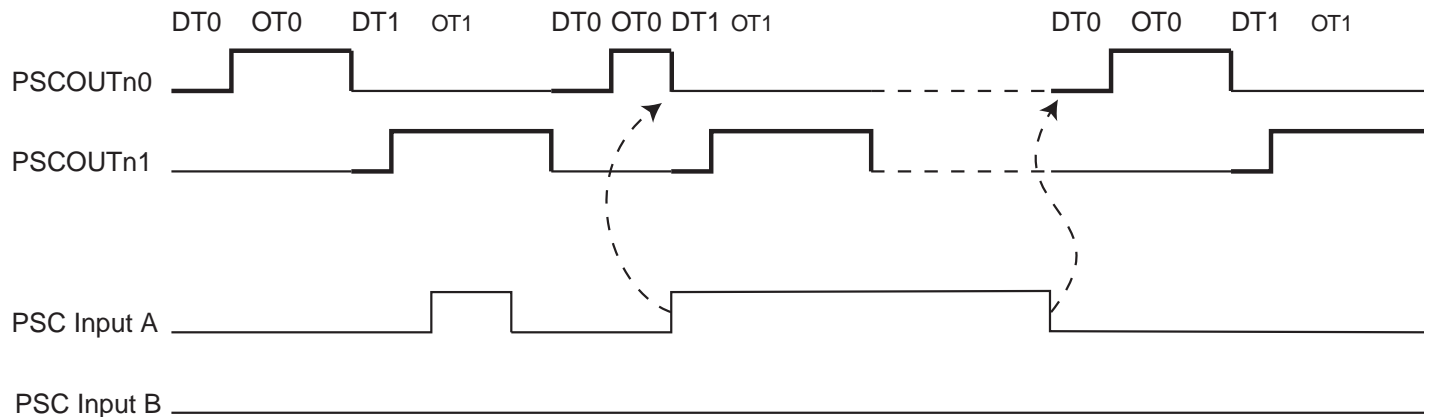 DT0 OT0 DT1 OT1 DT0 OT0 DT1 OT1 DT0 OT0 DT1 OT1
PSCOUTn0
PSCOUTn1
PSC Input A
PSC Input B